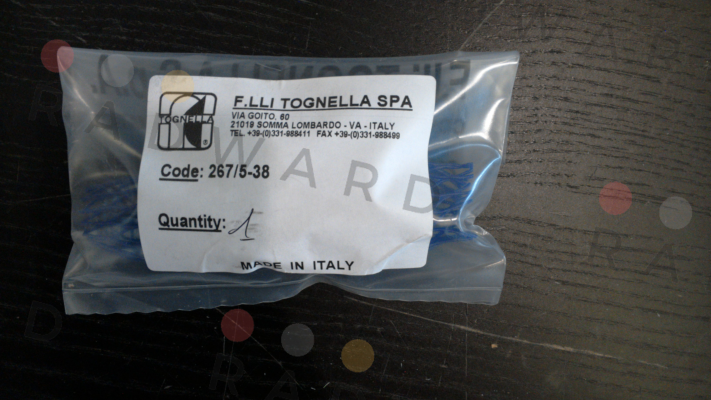 F.LLI TOGNELLA SPA
VIA GOITO, 60
21019 SOMMA LOMBARDO - VA - ITALY
TEL. +39-(0)331-988411 FAX +39-(0)331-988499
TOGNELLA
Code: 267/5-38
Quantity: 1
MADE IN ITALY